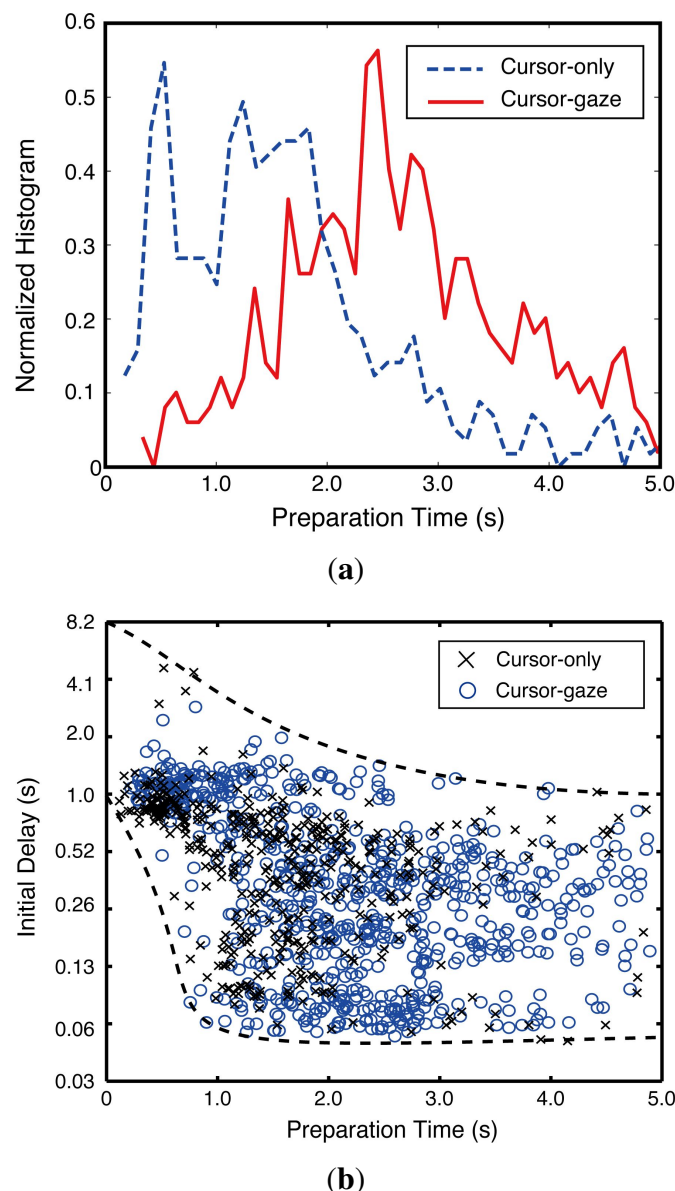 0.6
0.5
0.4
0.3
0.2
0.1
0
Normalized Histogram
Cursor-only
Cursor-gaze
0 1.0 2.0 3.0 4.0 5.0
Preparation Time (s)
(a)
8.2
4.1
2.0
1.0
0.52
0.26
0.13
0.06
0.03
Initial Delay (s)
Cursor-only
Cursor-gaze
0 1.0 2.0 3.0 4.0 5.0
Preparation Time (s)
(b)